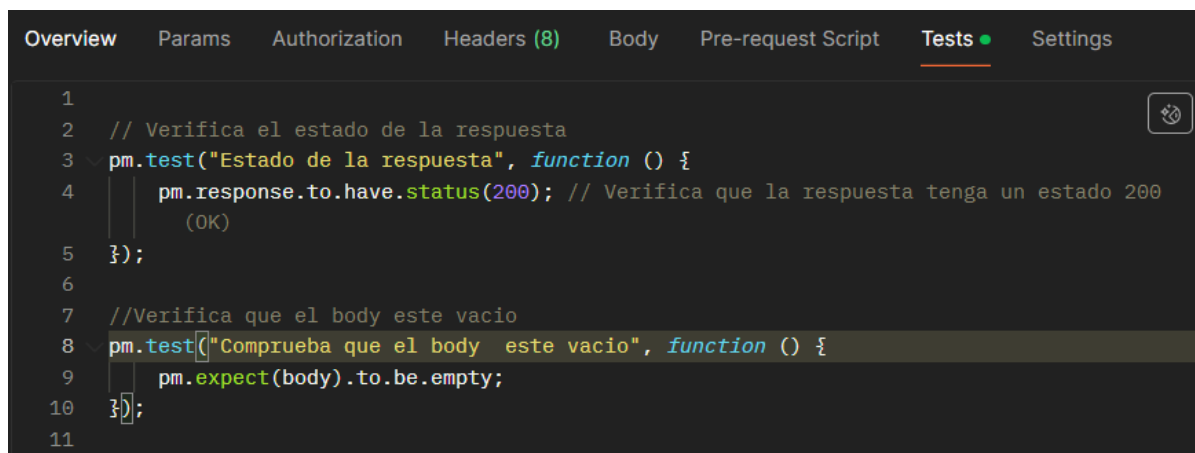 Overview Params Authorization Headers (8) Body Pre-request Script Tests Settings
1
2 // Verifica el estado de la respuesta
3 pm.test("Estado de la respuesta", function () {
4 pm.response.to.have.status(200); // Verifica que la respuesta tenga un estado 200
(OK)
5 });
6
7 //Verifica que el body este vacio
8 pm.test("Comprueba que el body  este vacio", function () {
9 pm.expect(body).to.be.empty;
10 });
11